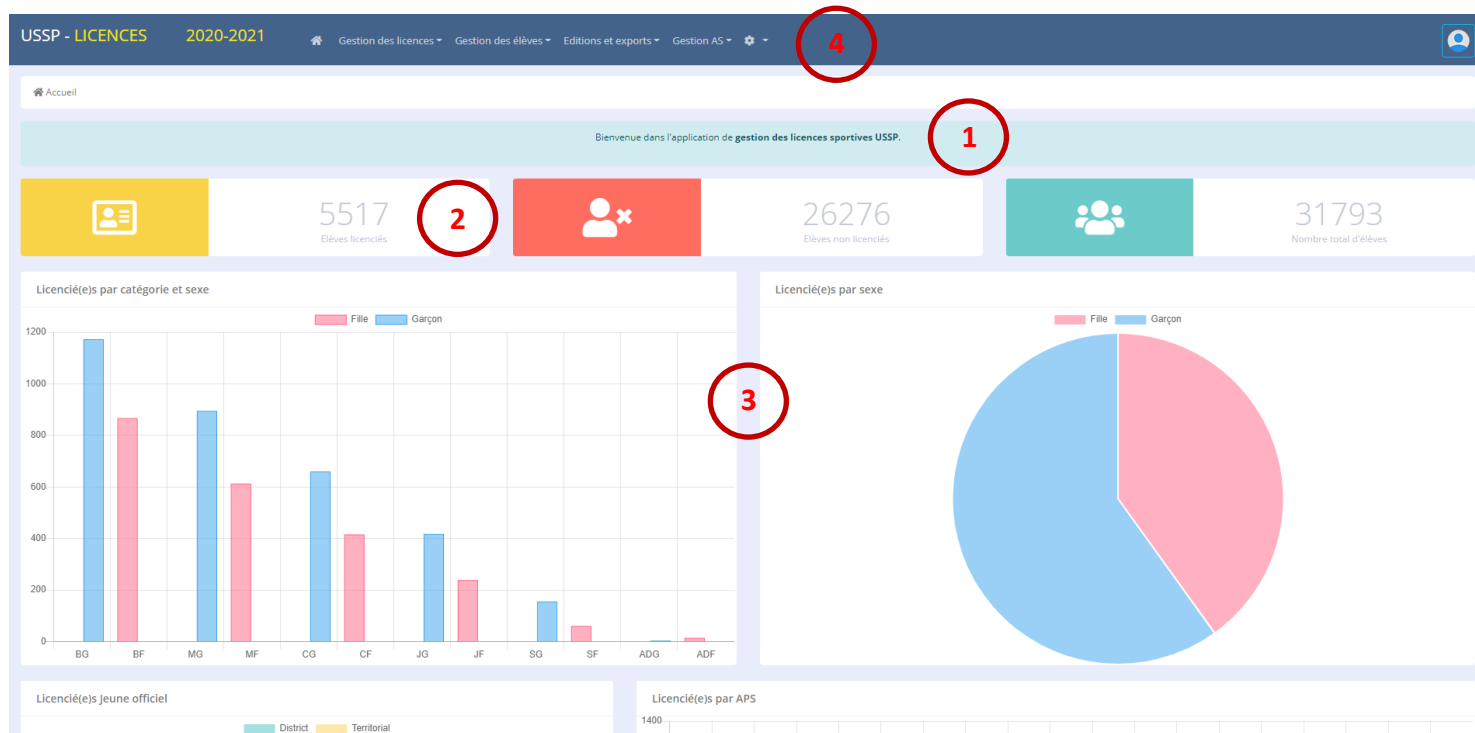 USSP - LICENCES 2020-2021 Gestion des licences Gestion des élèves Editions et exports Gestion AS 4
Accueil
Bienvenue dans l'application de gestion des licences sportives USSP. 1
5517 2 26276 31793
Elèves licenciés Elèves non licenciés Nombre total d'élèves
Licencié(e)s par catégorie et sexe
Fille Garçon
1200
1000
800
600
400
200
0
BG BF MG MF CG CF JG JF SG SF ADG ADF
3
Licencié(e)s par sexe
Fille Garçon
Licencié(e)s Jeune officiel
District Territorial
Licencié(e)s par APS
1400